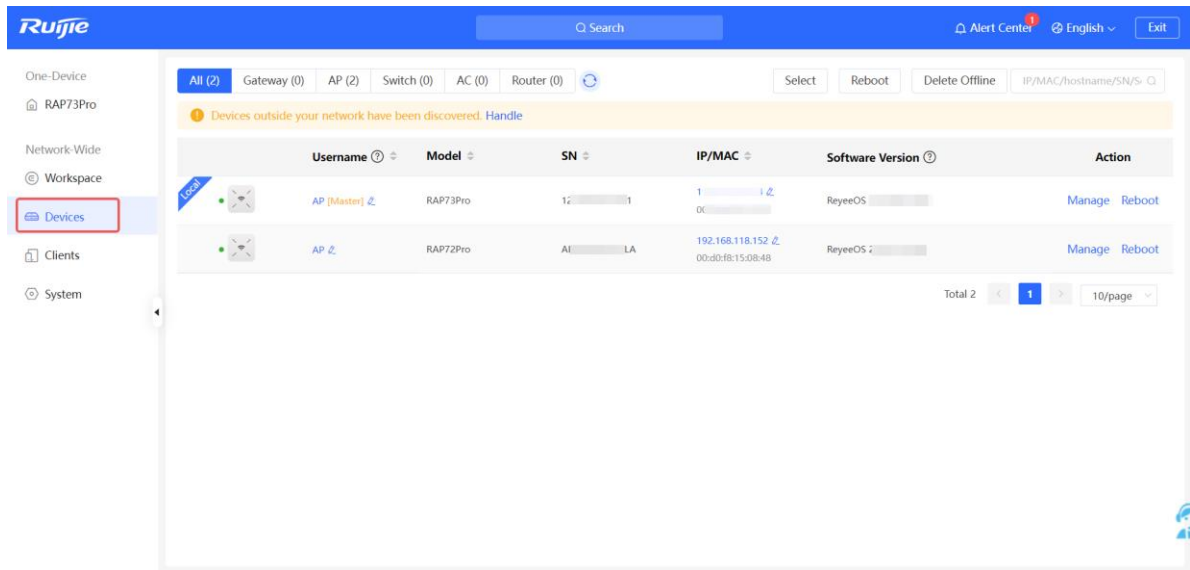 Ruijie
Search
Alert Center 1
English
Exit
One-Device
RAP73Pro
Network-Wide
Workspace
Devices
Clients
System
All (2) Gateway (0) AP (2) Switch (0) AC (0) Router (0)
Select Reboot Delete Offline IP/MAC/hostname/SN/S
Devices outside your network have been discovered. Handle
Username Model SN IP/MAC Software Version Action
Local
AP [Master] RAP73Pro ReyeeOS Manage Reboot
AP RAP72Pro 192.168.118.152 ReyeeOS Manage Reboot
00:d0:f8:15:08:48
Total 2 < 1 > 10/page